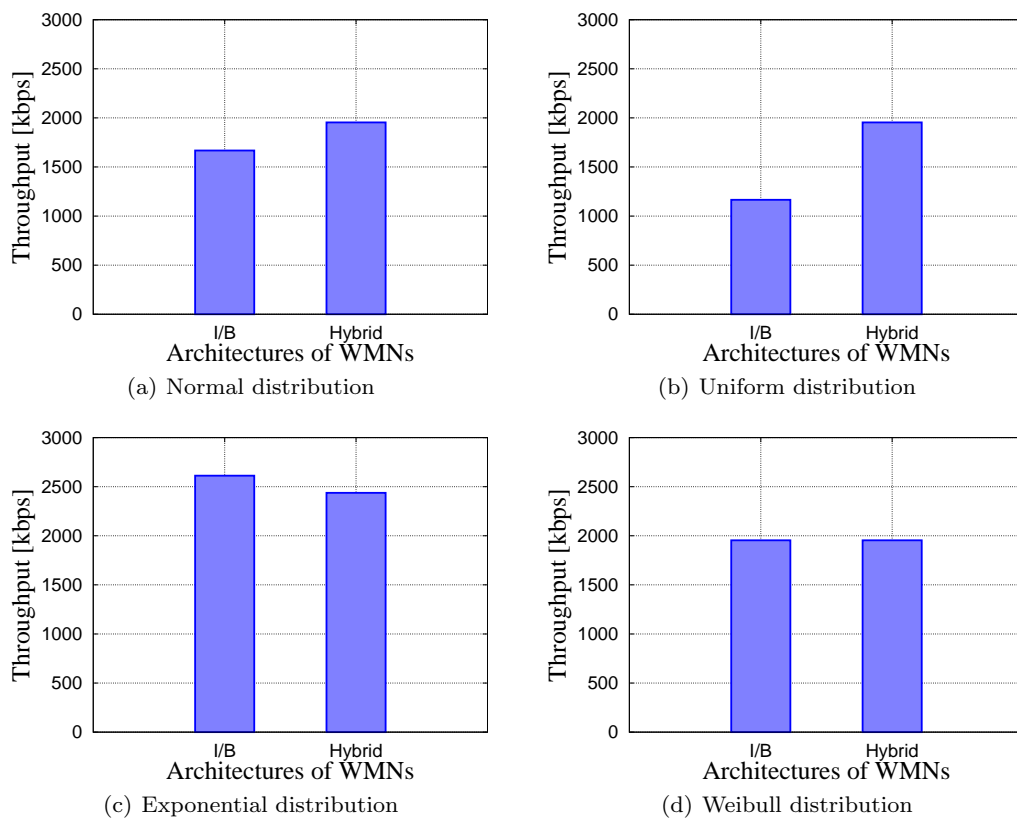 3000
2500
2000
1500
1000
500
0
Throughput [kbps]
I/B Hybrid
Architectures of WMNs
(a) Normal distribution
3000
2500
2000
1500
1000
500
0
Throughput [kbps]
I/B Hybrid
Architectures of WMNs
(b) Uniform distribution
3000
2500
2000
1500
1000
500
0
Throughput [kbps]
I/B Hybrid
Architectures of WMNs
(c) Exponential distribution
3000
2500
2000
1500
1000
500
0
Throughput [kbps]
I/B Hybrid
Architectures of WMNs
(d) Weibull distribution